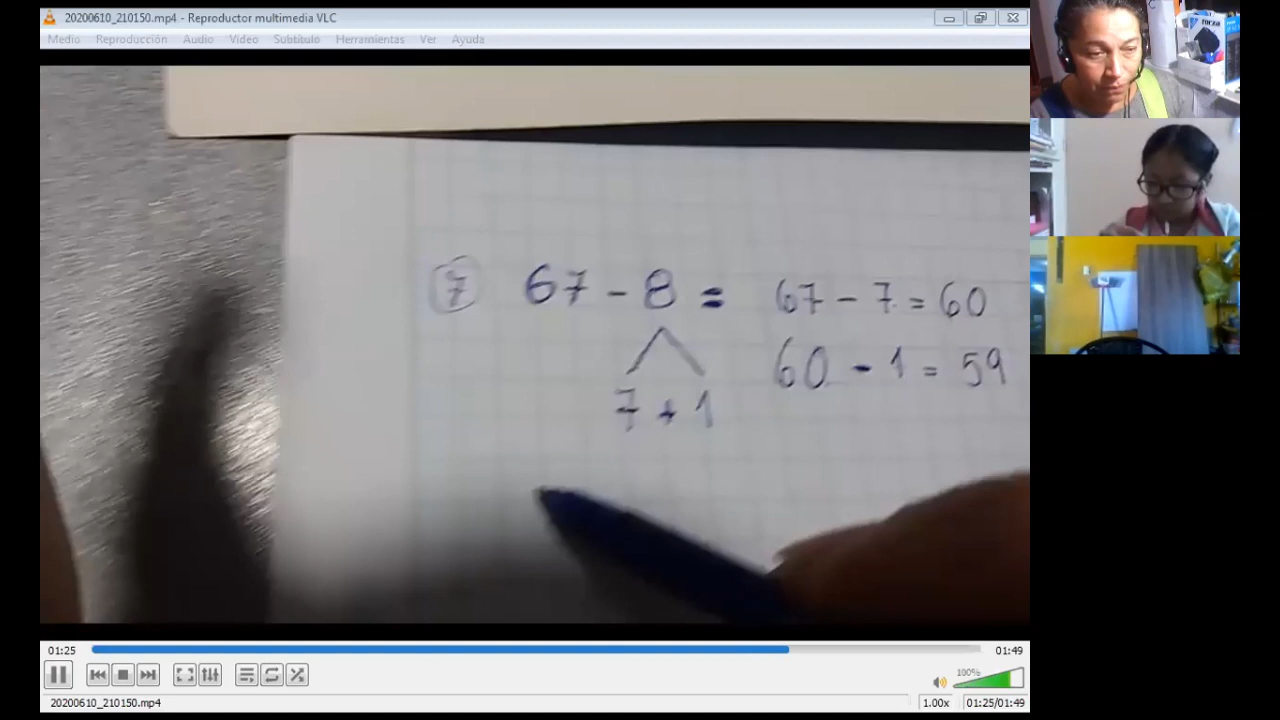 20200610_210150.mp4 - Reproductor multimedia VLC
Medio Reproducción Audio Video Subtítulo Herramientas Ver Ayuda
7 67 - 8 = 67 - 7 = 60
60 - 1 = 59
7 + 1
01:25 01:49
100%
20200610_210150.mp4 1.00x 01:25/01:49